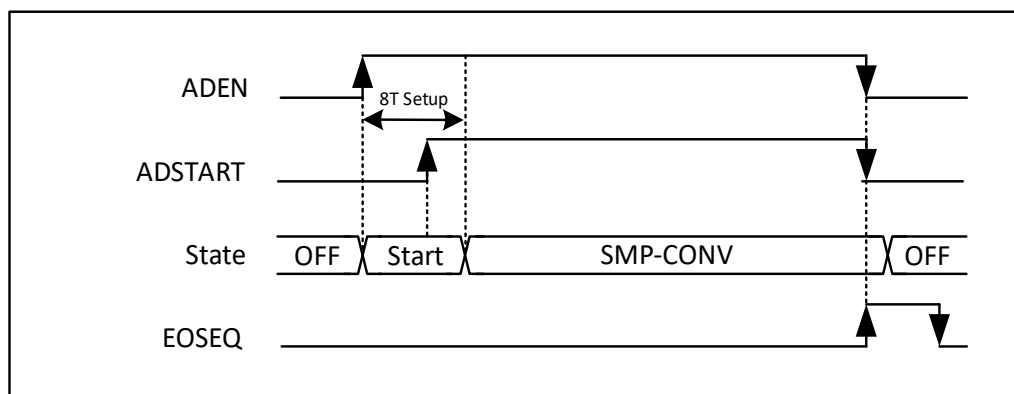 ADEN
8T Setup
ADSTART
State OFF Start SMP-CONV OFF
EOSEQ